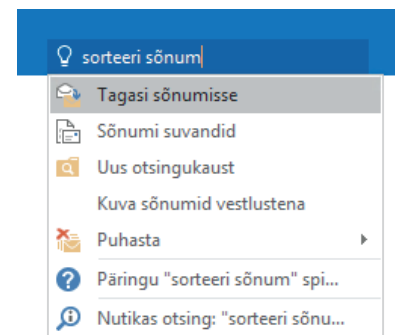 sorteeri sõnum
Tagasi sõnumisse
Sõnumi suvandid
Uus otsingukaust
Kuva sõnumid vestlustena
Puhasta
Päringu "sorteeri sõnum" spi...
Nutikas otsing: "sorteeri sõnu...